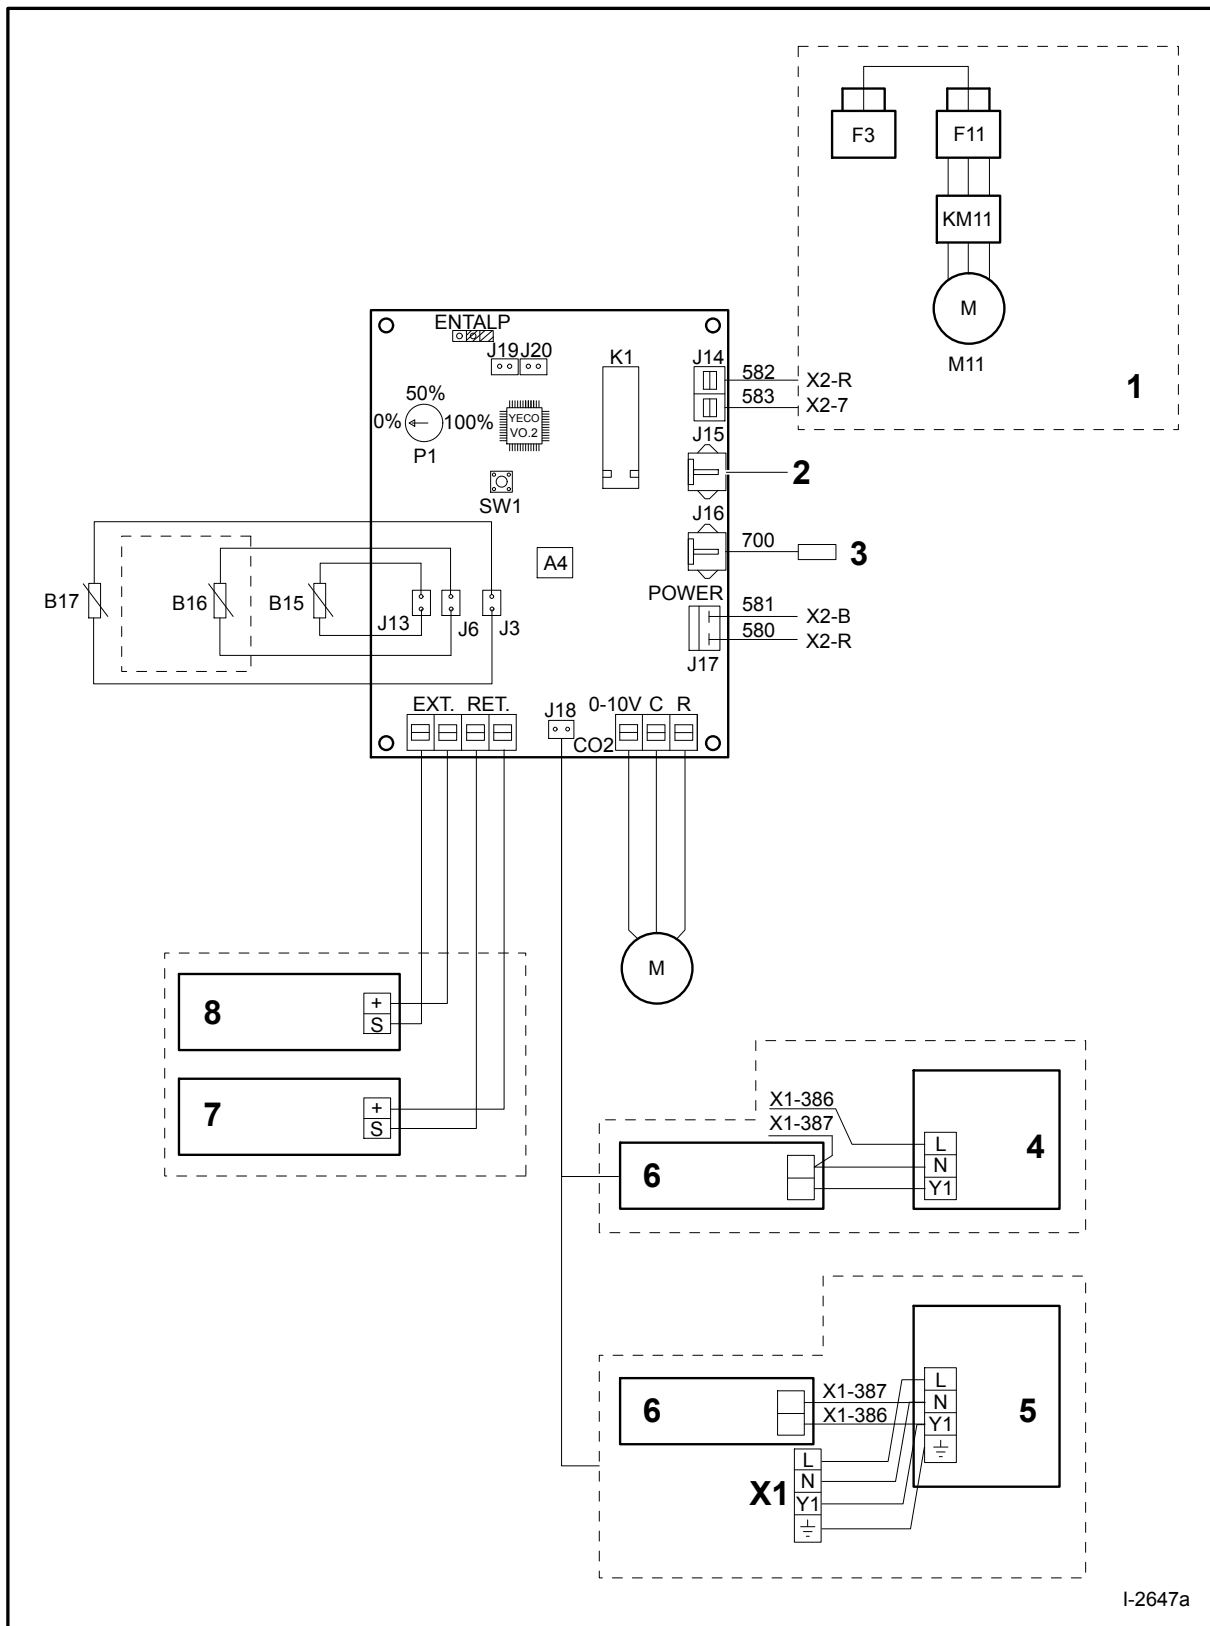 F3
F11
KM11
M
M11
1
ENTALP
J19 J20
K1
J14
582
X2-R
583
X2-7
50%
0%
100%
P1
YECO
VO.2
J15
2
SW1
J16
700
3
A4
B17
B16
B15
J13
J6
J3
POWER
581
X2-B
580
X2-R
J17
EXT. RET.
J18
0-10V C R
CO2
M
8
+
S
7
+
S
X1-386
X1-387
6
L
N
Y1
4
6
X1-387
X1-386
L
N
Y1
5
X1
L
N
Y1
I-2647a